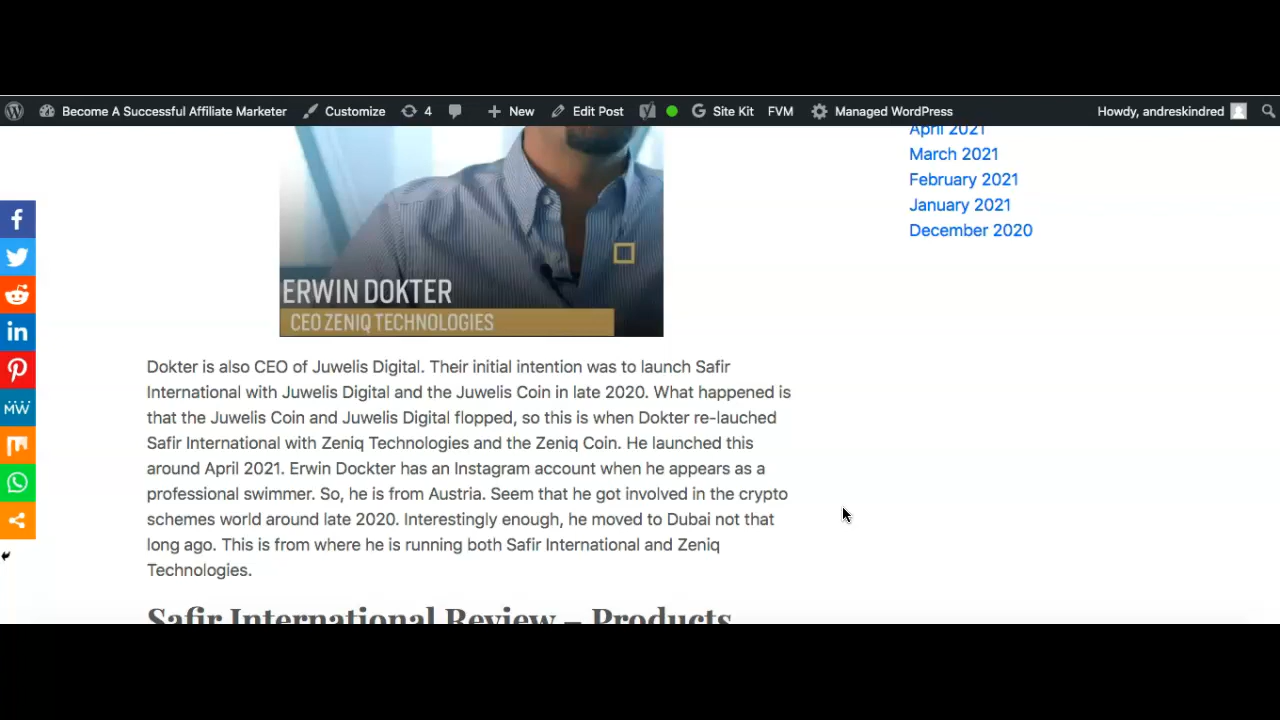 Become A Successful Affiliate Marketer Customize 4 New Edit Post Site Kit FVM Managed WordPress Howdy, andreskindred
April 2021
March 2021
February 2021
January 2021
December 2020
ERWIN DOKTER
CEO ZENIQ TECHNOLOGIES
Dokter is also CEO of Juwelis Digital. Their initial intention was to launch Safir
International with Juwelis Digital and the Juwelis Coin in late 2020. What happened is
that the Juwelis Coin and Juwelis Digital flopped, so this is when Dokter re-lauched
Safir International with Zeniq Technologies and the Zeniq Coin. He launched this
around April 2021. Erwin Dockter has an Instagram account when he appears as a
professional swimmer. So, he is from Austria. Seem that he got involved in the crypto
schemes world around late 2020. Interestingly enough, he moved to Dubai not that
long ago. This is from where he is running both Safir International and Zeniq
Technologies.
Safir International Review – Products